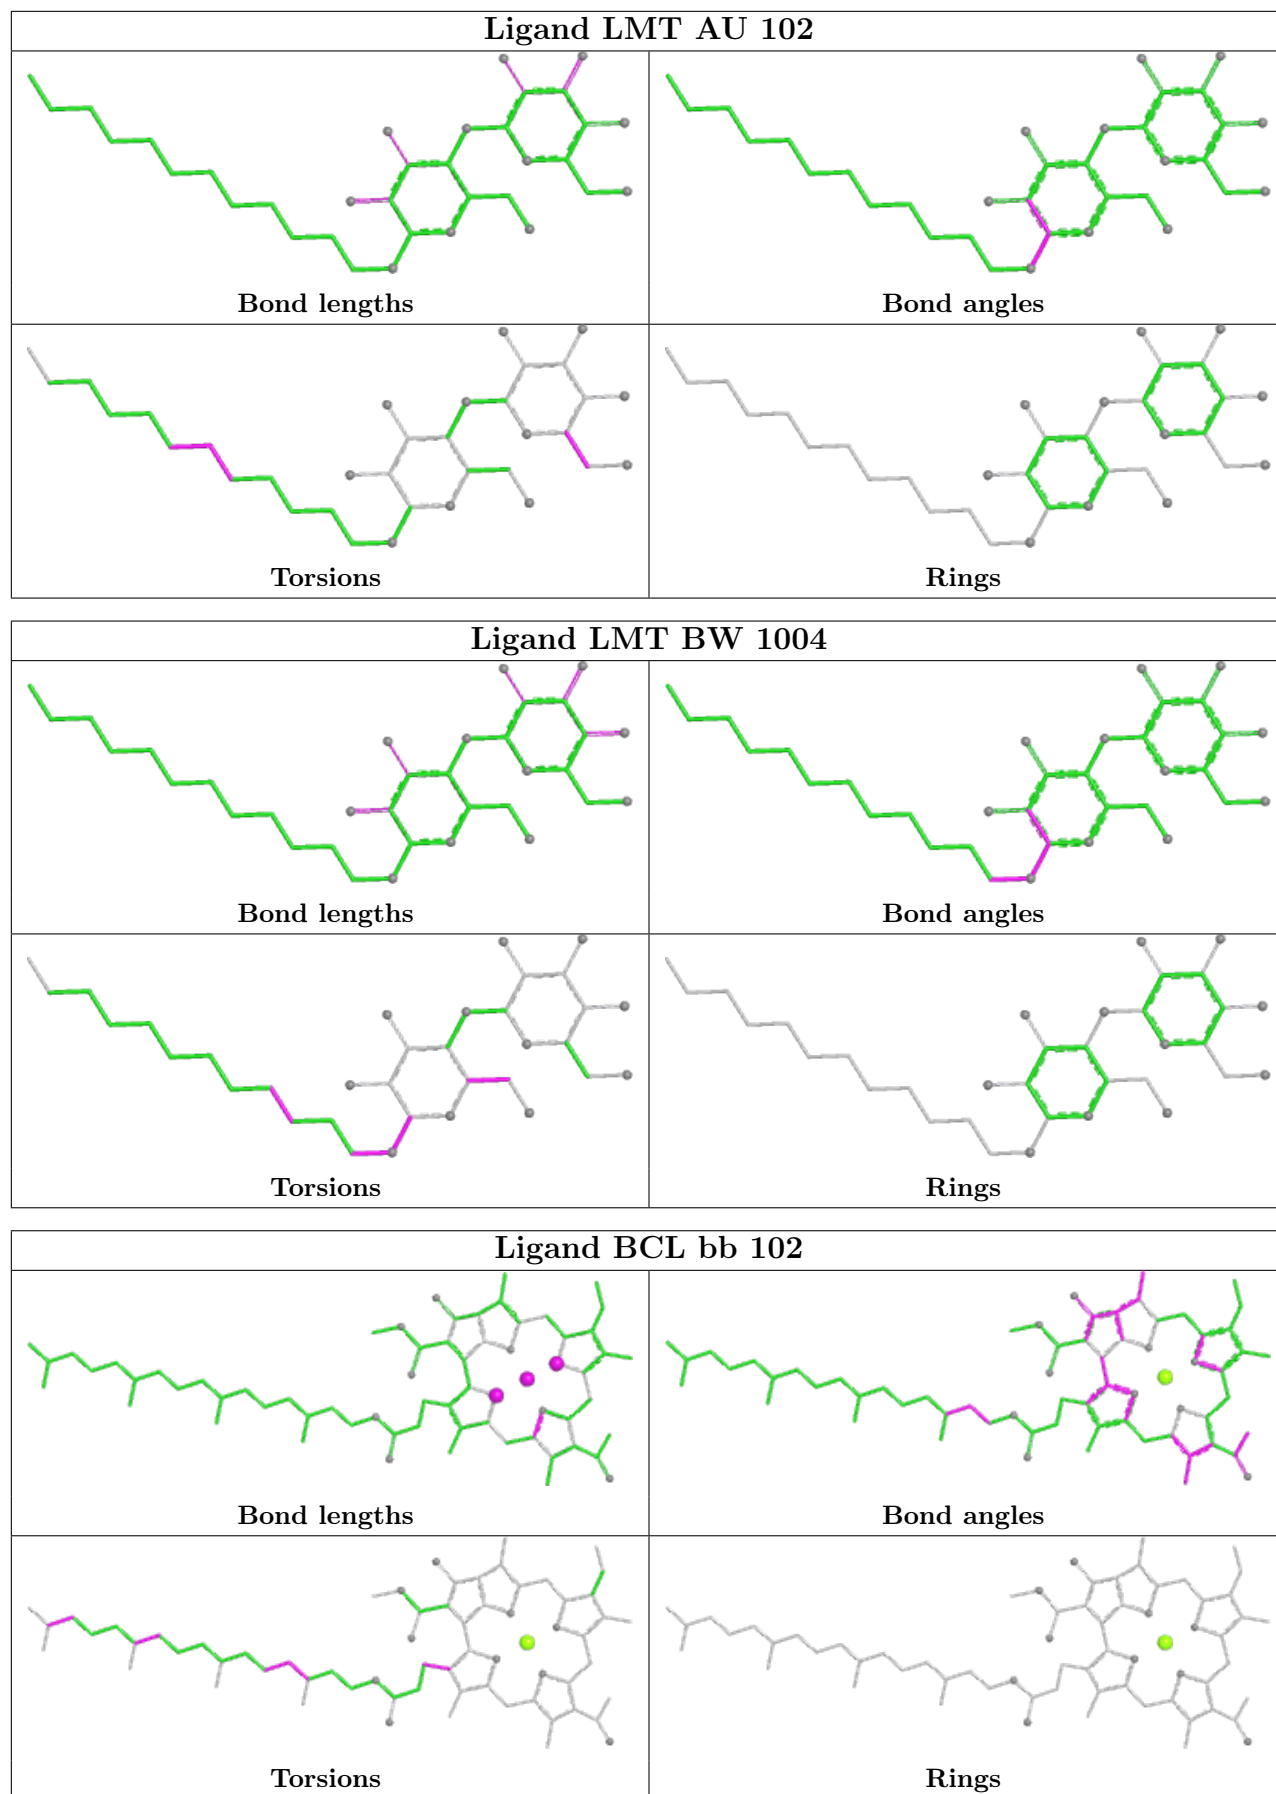 Ligand LMT AU 102
Bond lengths
Bond angles
Torsions
Rings
Ligand LMT BW 1004
Bond lengths
Bond angles
Torsions
Rings
Ligand BCL bb 102
Bond lengths
Bond angles
Torsions
Rings